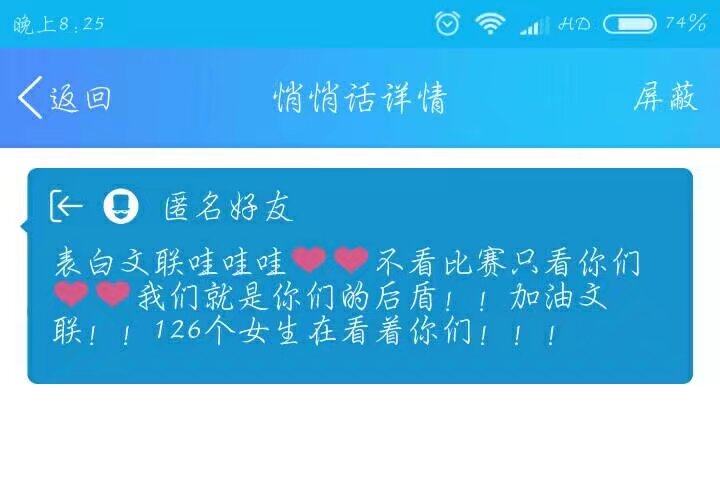 晚上8.25 HD 74%
返回 悄悄话详情 屏蔽
匿名好友
表白文联哇哇哇❤❤不看比赛只看你们
❤❤我们就是你们的后盾！！加油文
联！！126个女生在看着你们！！！